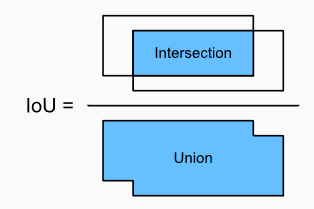 Intersection
IoU =
Union